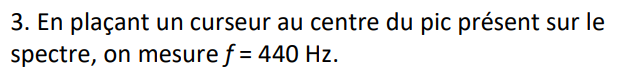 3. En plaçant un curseur au centre du pic présent sur le
spectre, on mesure f = 440 Hz.